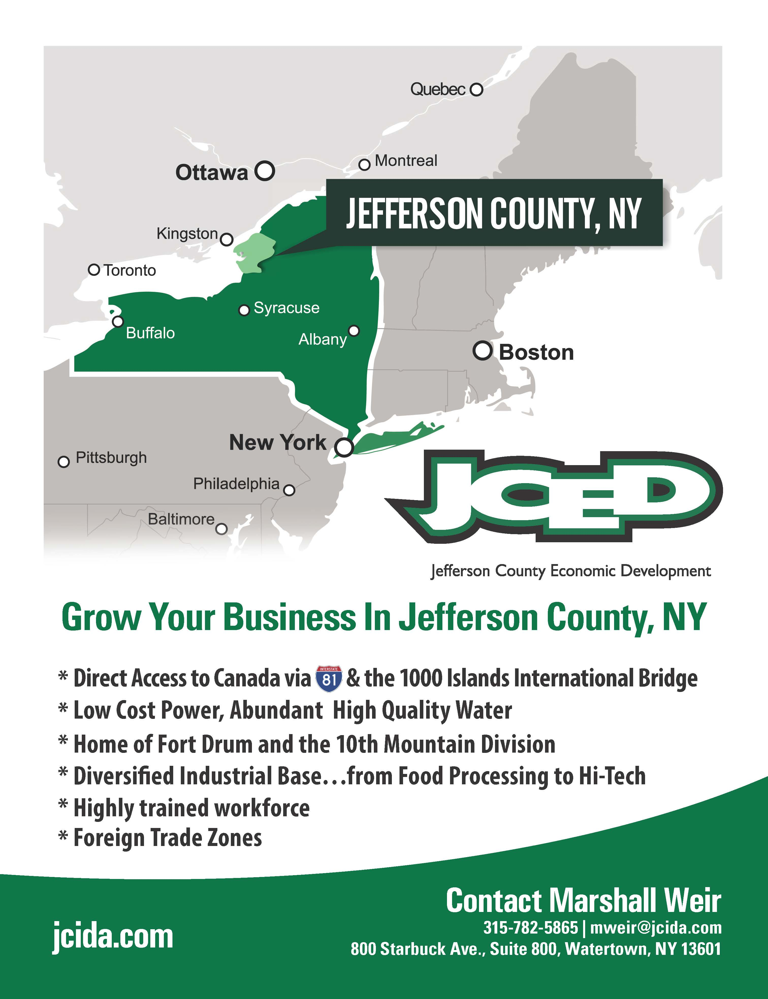 Quebec
Montreal
Ottawa
JEFFERSON COUNTY, NY
Kingston
Toronto
Syracuse
Buffalo
Albany
Boston
New York
Pittsburgh
Philadelphia
Baltimore
JCED
Jefferson County Economic Development
Grow Your Business In Jefferson County, NY
* Direct Access to Canada via INTERSTATE 81 & the 1000 Islands International Bridge
* Low Cost Power, Abundant High Quality Water
* Home of Fort Drum and the 10th Mountain Division
* Diversified Industrial Base...from Food Processing to Hi-Tech
* Highly trained workforce
* Foreign Trade Zones
Contact Marshall Weir
315-782-5865 | mweir@jcida.com
800 Starbuck Ave., Suite 800, Watertown, NY 13601
jcida.com